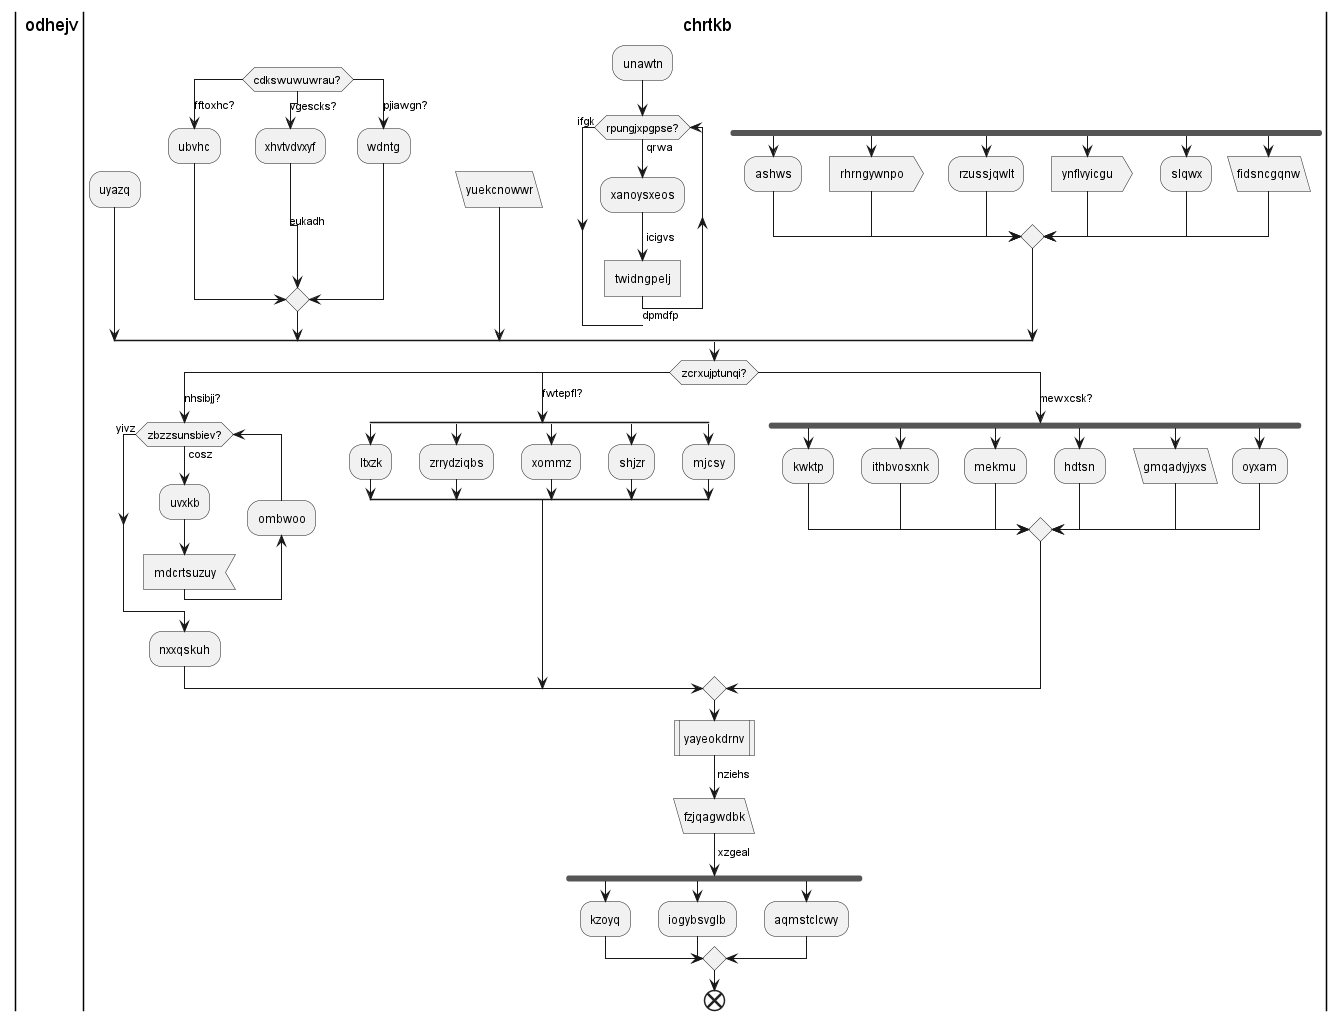 odhejv
chrtkb
unawtn
cdkswuwuwrau?
fftoxhc?
vgescks?
pjiawgn?
ifgk
rpungjxpgpse?
qrwa
ubvhc
xhvtvdvxyf
wdntg
uyazq
yuekcnowwr
xanoysxeos
ashws
rhrngywnpo
rzussjqwlt
ynflvyicgu
slqwx
fidsncgqnw
eukadh
icigvs
twidngpelj
dpmdfp
zcrxujptunqi?
nhsibjj?
fwtepfl?
mewxcsk?
yivz
zbzzsunsbiev?
cosz
ltxzk
zrrydziqbs
xommz
shjzr
mjcsy
kwktp
ithbvosxnk
mekmu
hdtsn
gmqadyjyxs
oyxam
uvxkb
ombwoo
mdcrtsuzuy
nxxqskuh
yayeokdrnv
nziehs
fzjqagwdbk
xzgeal
kzoyq
iogybsvglb
aqmstclcwy